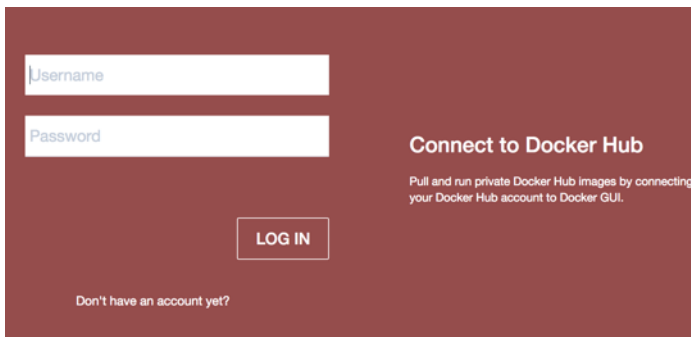 Username
Password
LOG IN
Don't have an account yet?
Connect to Docker Hub
Pull and run private Docker Hub images by connecting
your Docker Hub account to Docker GUI.